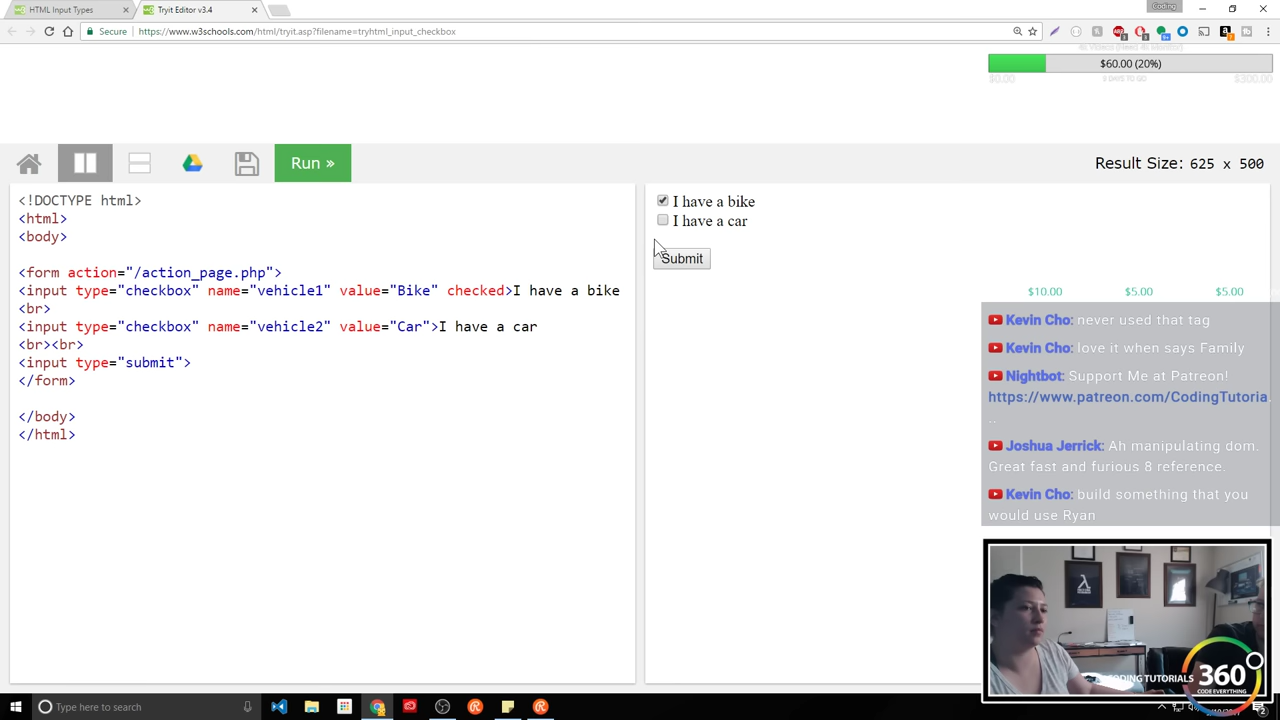 HTML Input Types
Tryit Editor v3.4
Coding
Secure
https://www.w3schools.com/html/tryit.asp?filename=tryhtml_input_checkbox
$60.00 (20%)
$0.00
$300.00
Run »
Result Size: 625 x 500
<!DOCTYPE html>
<html>
<body>
<form action="/action_page.php">
<input type="checkbox" name="vehicle1" value="Bike" checked>I have a bike
<br>
<input type="checkbox" name="vehicle2" value="Car">I have a car
<br><br>
<input type="submit">
</form>
</body>
</html>
I have a bike
I have a car
Submit
$10.00 $5.00 $5.00
Kevin Cho: never used that tag
Kevin Cho: love it when says Family
Nightbot: Support Me at Patreon!
https://www.patreon.com/CodingTutoria
..
Joshua Jerrick: Ah manipulating dom.
Great fast and furious 8 reference.
Kevin Cho: build something that you
would use Ryan
CODING TUTORIALS 360
CODE EVERYTHING
Type here to search